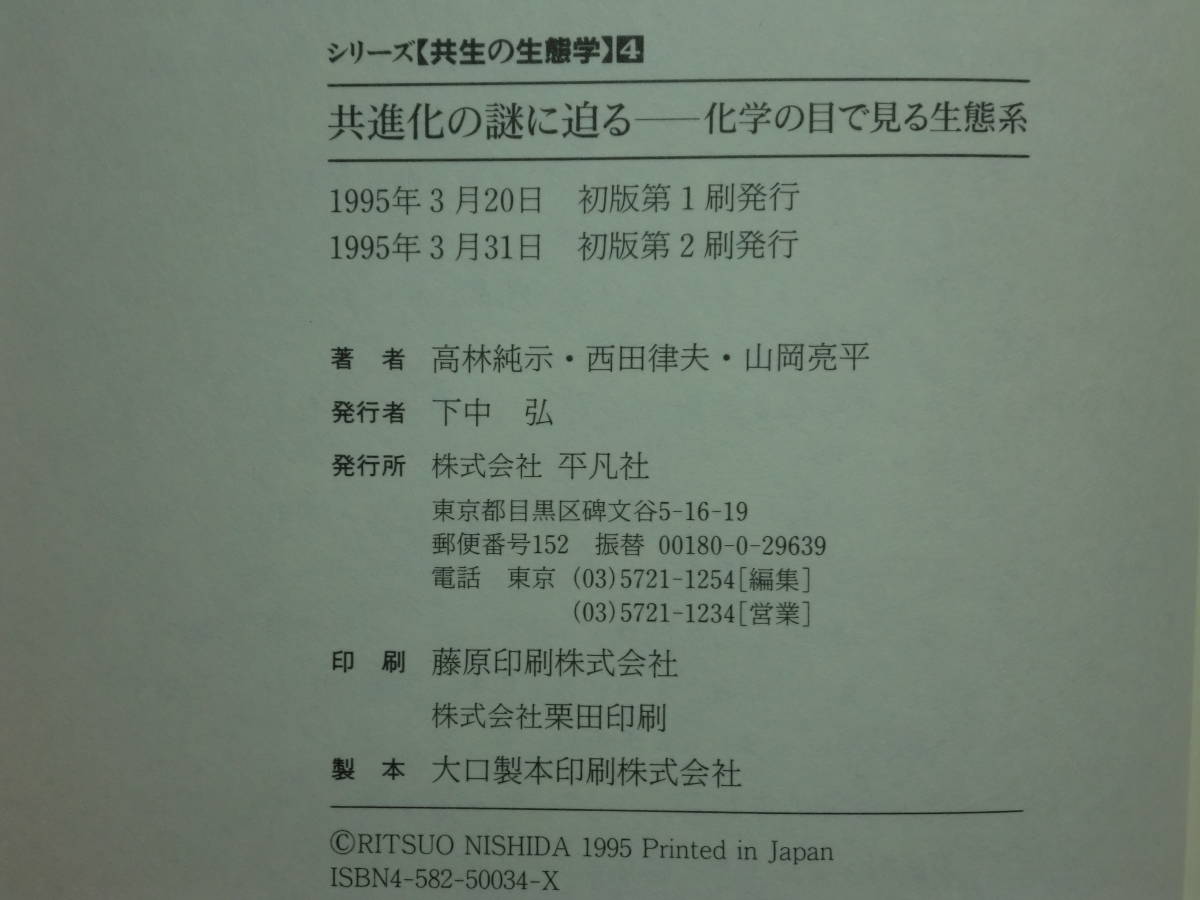 シリーズ【共生の生態学】4
共進化の謎に迫る――化学の目で見る生態系
1995年3月20日　初版第1刷発行
1995年3月31日　初版第2刷発行
著　者　高林純示・西田律夫・山岡亮平
発行者　下中　弘
発行所　株式会社 平凡社
東京都目黒区碑文谷5-16-19
郵便番号152　振替 00180-0-29639
電話　東京 (03)5721-1254[編集]
(03)5721-1234[営業]
印　刷　藤原印刷株式会社
株式会社栗田印刷
製　本　大口製本印刷株式会社
©RITSUO NISHIDA 1995 Printed in Japan
ISBN4-582-50034-X